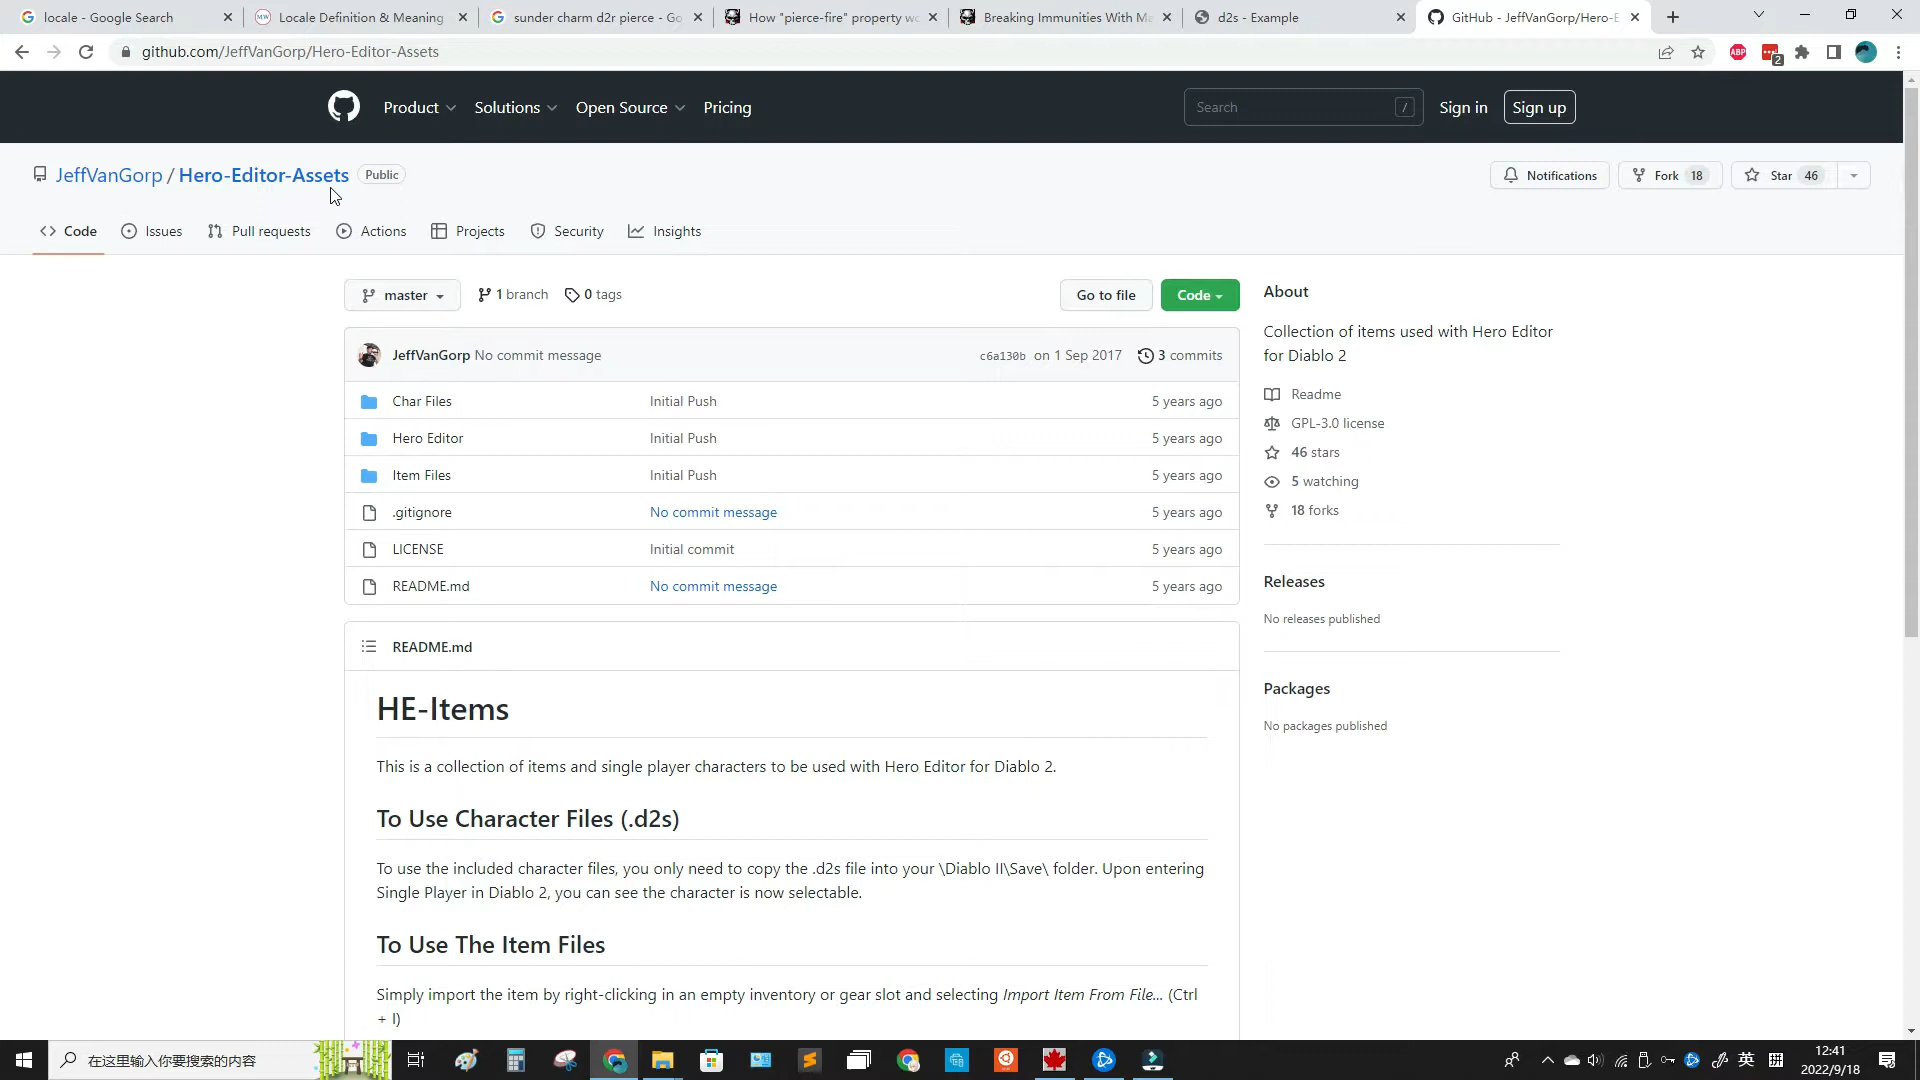 locale - Google Search
Locale Definition & Meaning
sunder charm d2r pierce - Go
How "pierce-fire" property wo
Breaking Immunities With Ma
d2s - Example
GitHub - JeffVanGorp/Hero-E
github.com/JeffVanGorp/Hero-Editor-Assets
ABP
2
Product
Solutions
Open Source
Pricing
Search
/
Sign in
Sign up
JeffVanGorp / Hero-Editor-Assets
Public
Notifications
Fork 18
Star 46
Code
Issues
Pull requests
Actions
Projects
Security
Insights
master
1 branch
0 tags
Go to file
Code
JeffVanGorp No commit message
c6a130b on 1 Sep 2017
3 commits
Char Files Initial Push 5 years ago
Hero Editor Initial Push 5 years ago
Item Files Initial Push 5 years ago
.gitignore No commit message 5 years ago
LICENSE Initial commit 5 years ago
README.md No commit message 5 years ago
About
Collection of items used with Hero Editor
for Diablo 2
Readme
GPL-3.0 license
46 stars
5 watching
18 forks
Releases
No releases published
Packages
No packages published
README.md
HE-Items
This is a collection of items and single player characters to be used with Hero Editor for Diablo 2.
To Use Character Files (.d2s)
To use the included character files, you only need to copy the .d2s file into your \Diablo II\Save\ folder. Upon entering
Single Player in Diablo 2, you can see the character is now selectable.
To Use The Item Files
Simply import the item by right-clicking in an empty inventory or gear slot and selecting Import Item From File... (Ctrl
+ I)
在这里输入你要搜索的内容
英
拼
12:41
2022/9/18